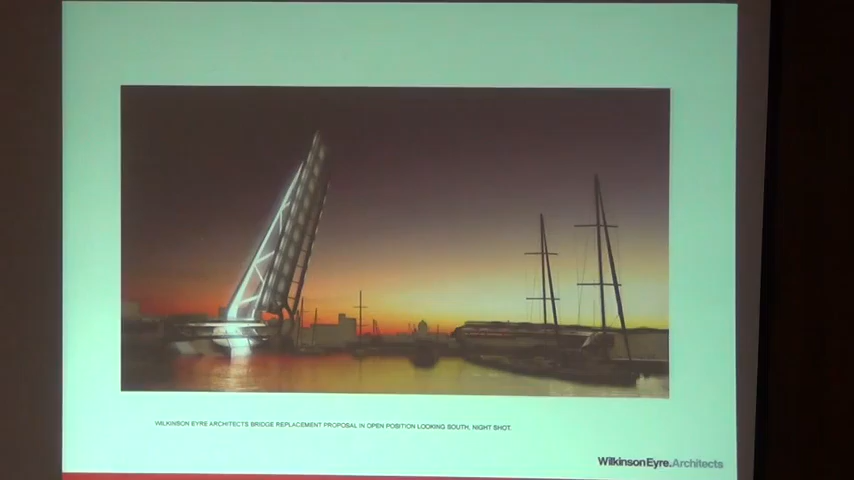 WILKINSON EYRE ARCHITECTS BRIDGE REPLACEMENT PROPOSAL IN OPEN POSITION LOOKING SOUTH, NIGHT SHOT.
WilkinsonEyre.Architects